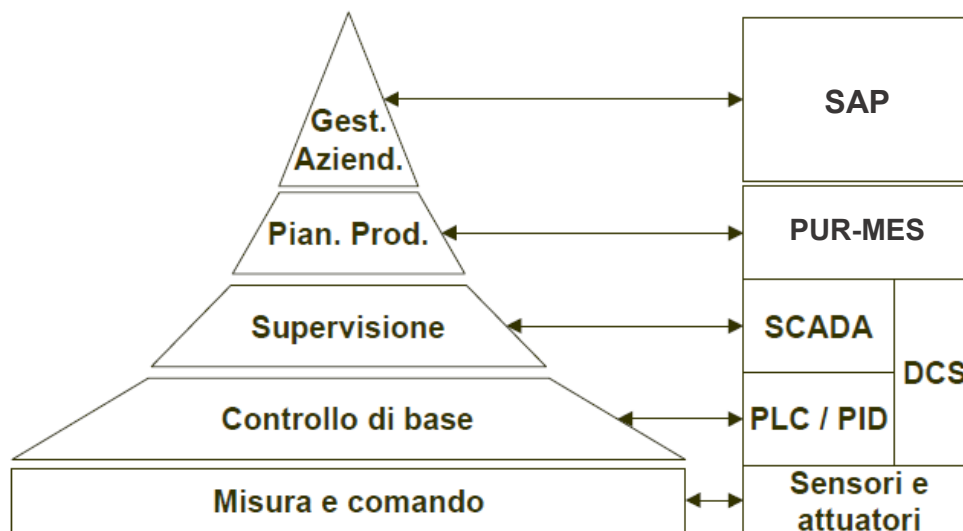 Gest.
Aziend.
SAP
Pian. Prod.
PUR-MES
Supervisione
SCADA
DCS
Controllo di base
PLC / PID
Misura e comando
Sensori e
attuatori